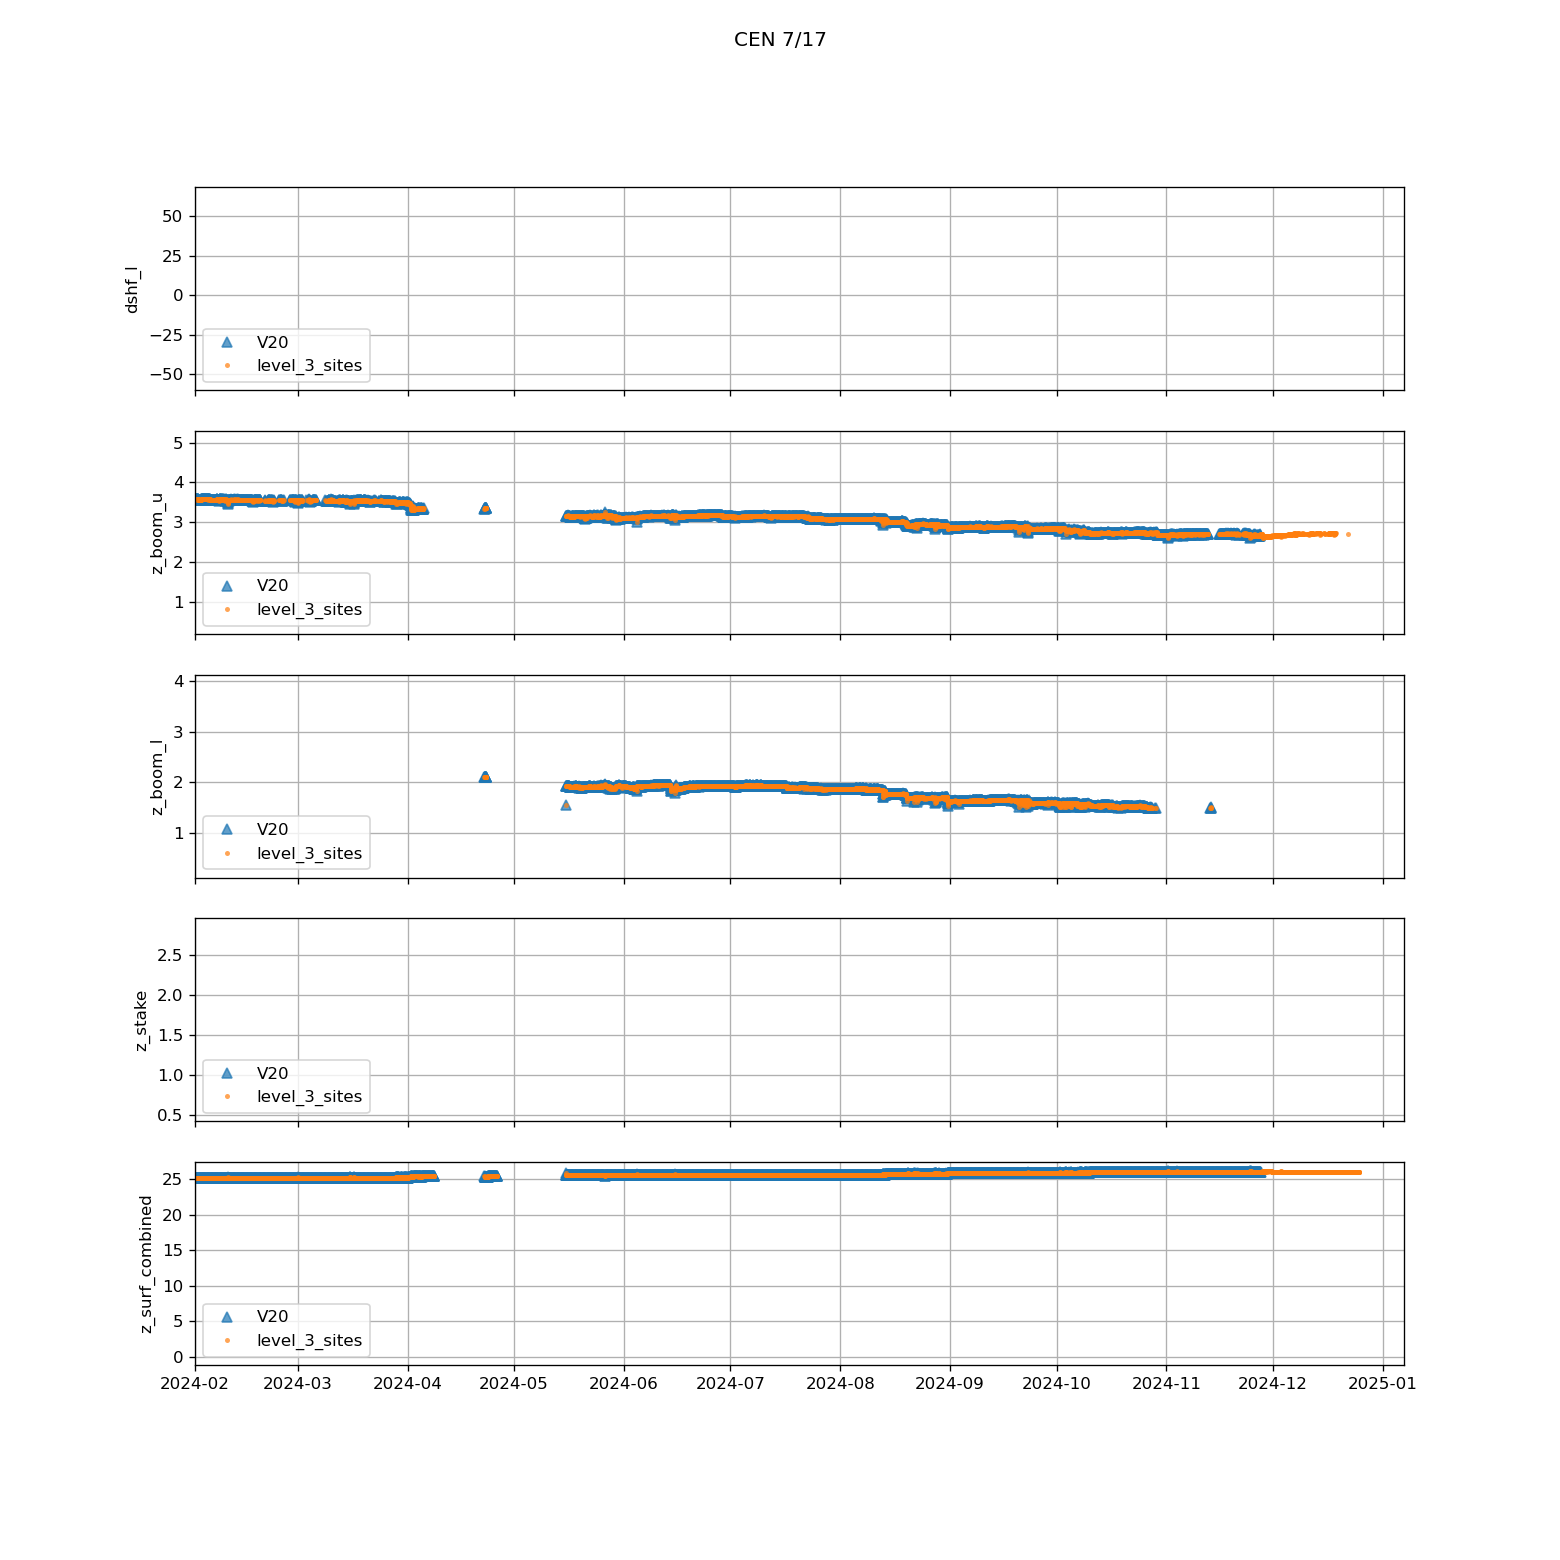 CEN 7/17
dshf_l
50
25
0
−25
−50
V20
level_3_sites
z_boom_u
5
4
3
2
1
V20
level_3_sites
z_boom_l
4
3
2
1
V20
level_3_sites
z_stake
2.5
2.0
1.5
1.0
0.5
V20
level_3_sites
z_surf_combined
25
20
15
10
5
0
V20
level_3_sites
2024-02 2024-03 2024-04 2024-05 2024-06 2024-07 2024-08 2024-09 2024-10 2024-11 2024-12 2025-01